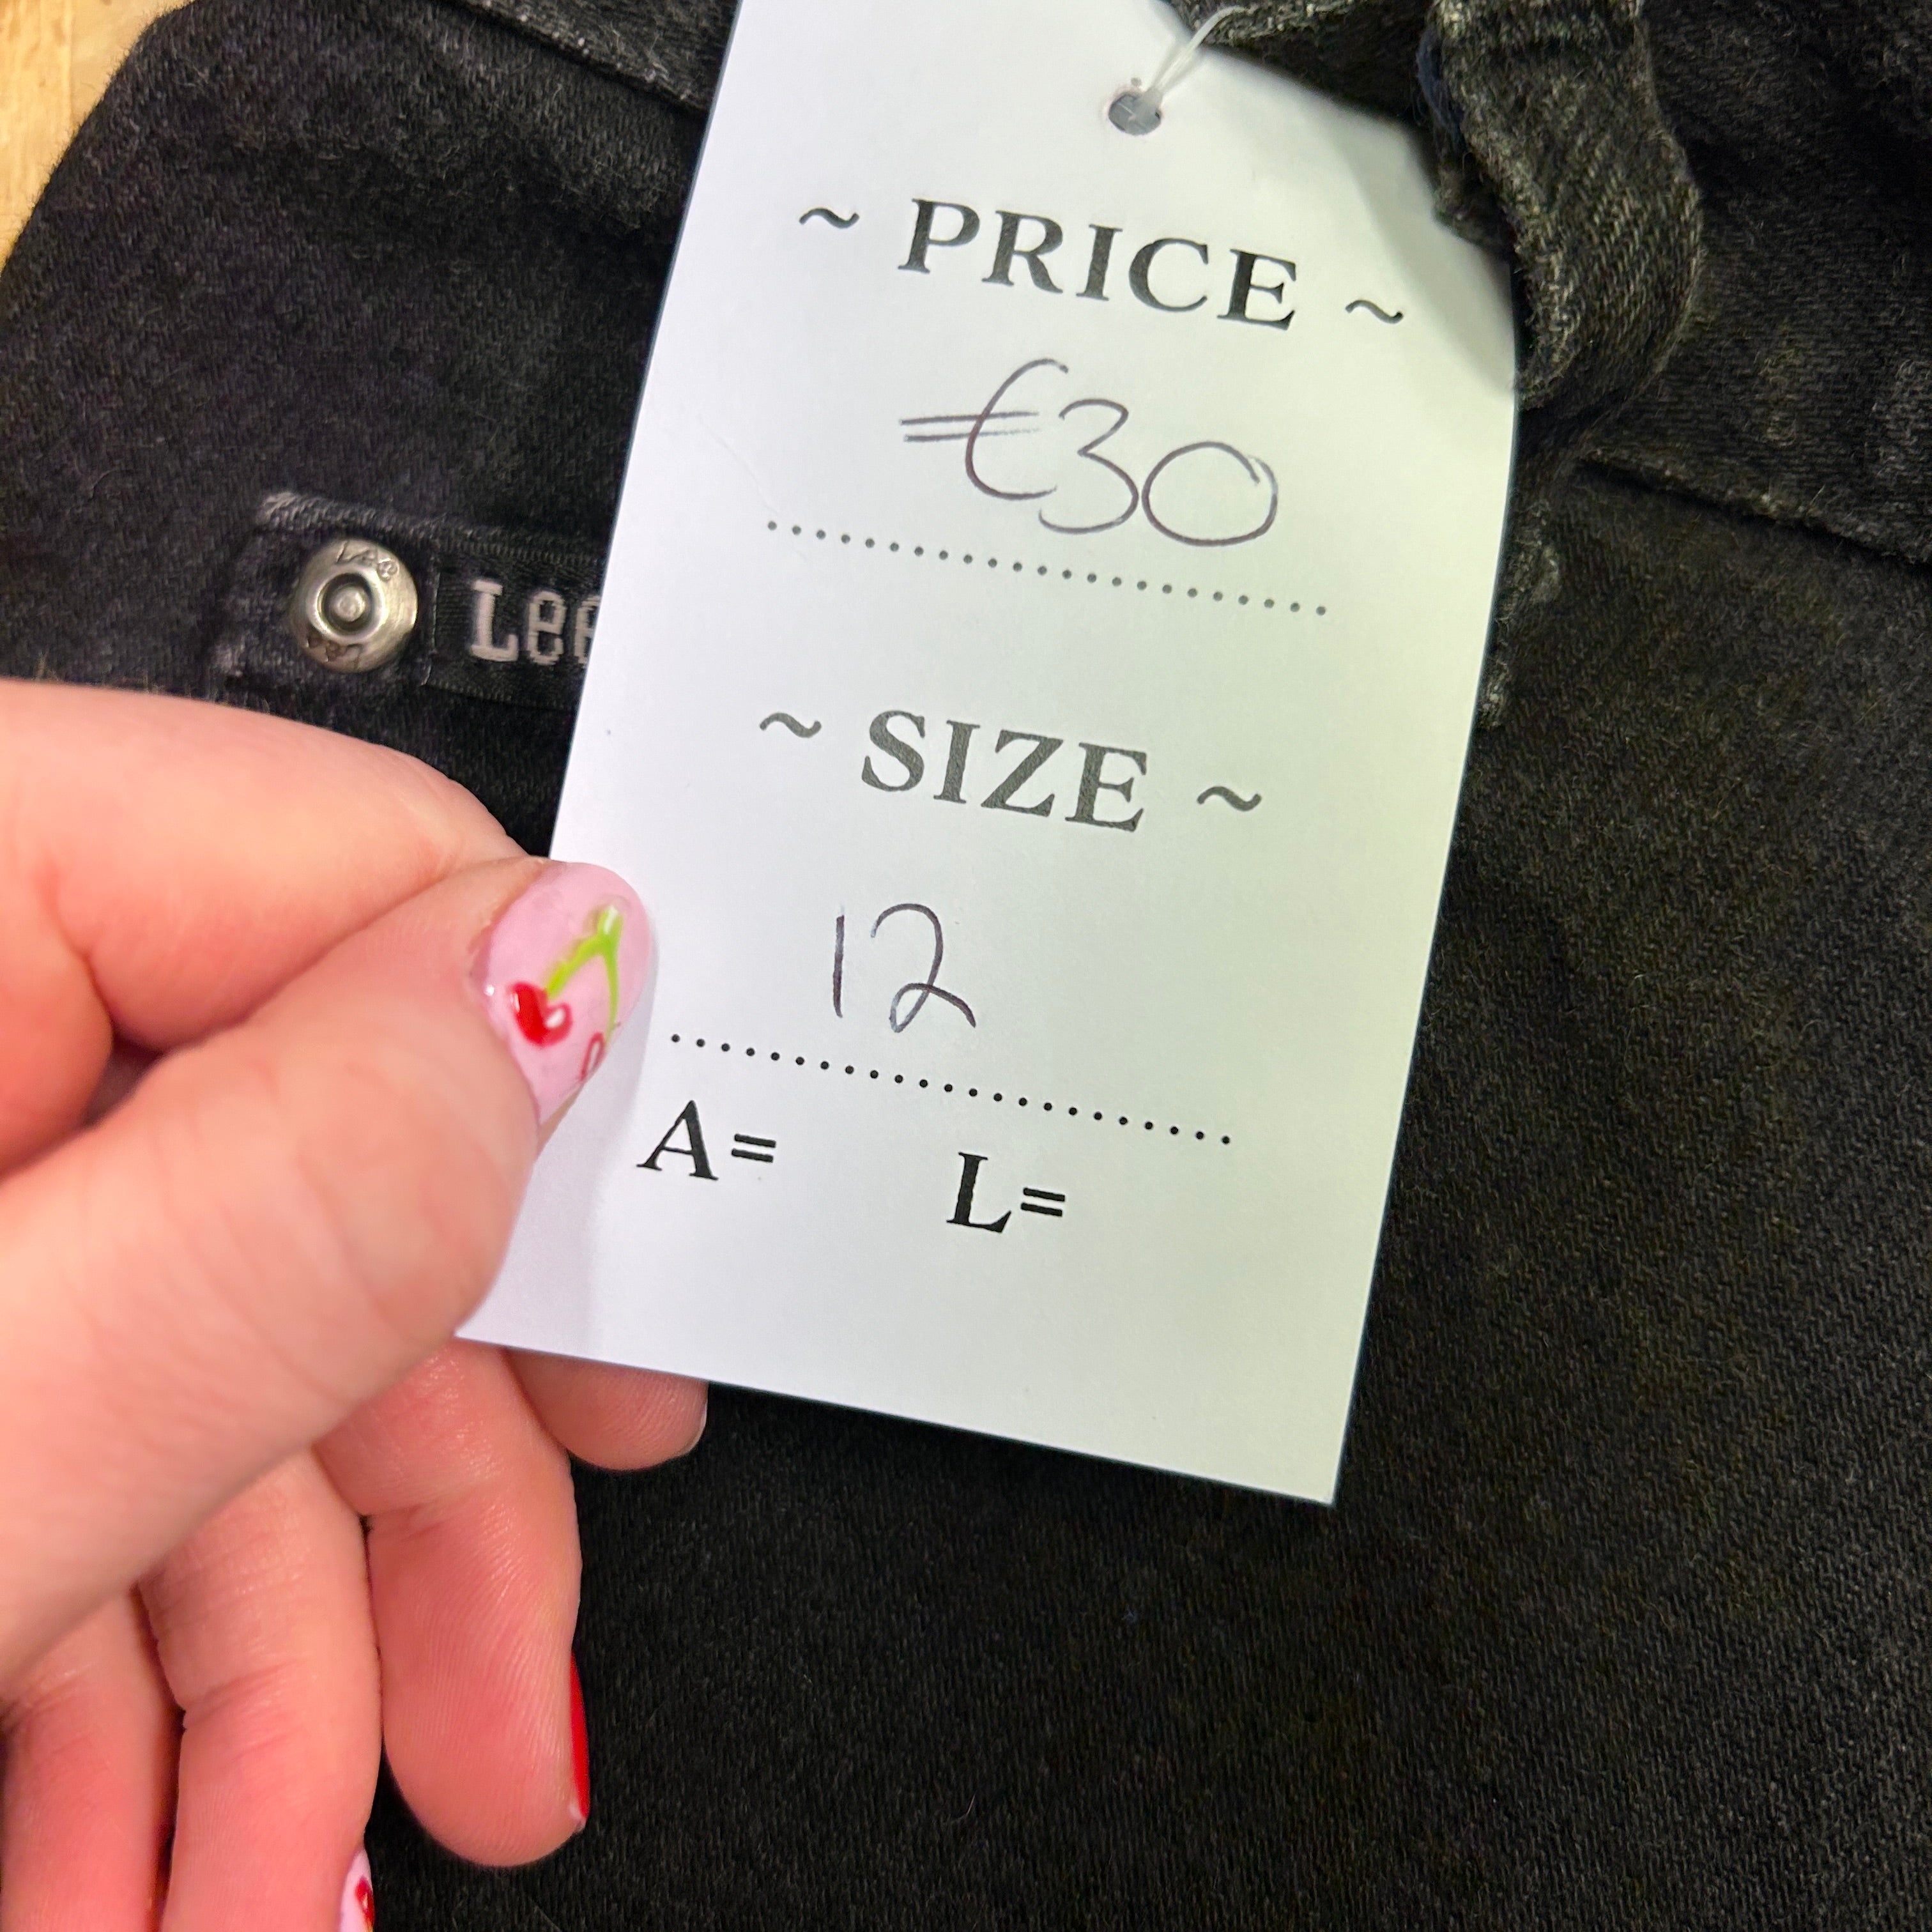 ~ PRICE ~
€30
Lee
~ SIZE ~
12
A= L=